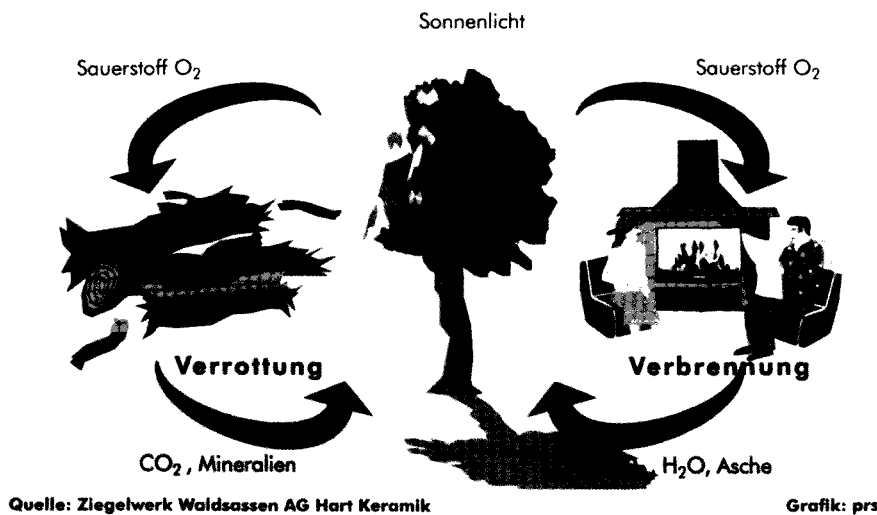 Sonnenlicht
Sauerstoff O₂
Sauerstoff O₂
Verrottung
Verbrennung
CO₂ , Mineralien
, H₂O, Asche
Quelle: Ziegelwerk Waldsassen AG Hart Keramik
Grafik: prs